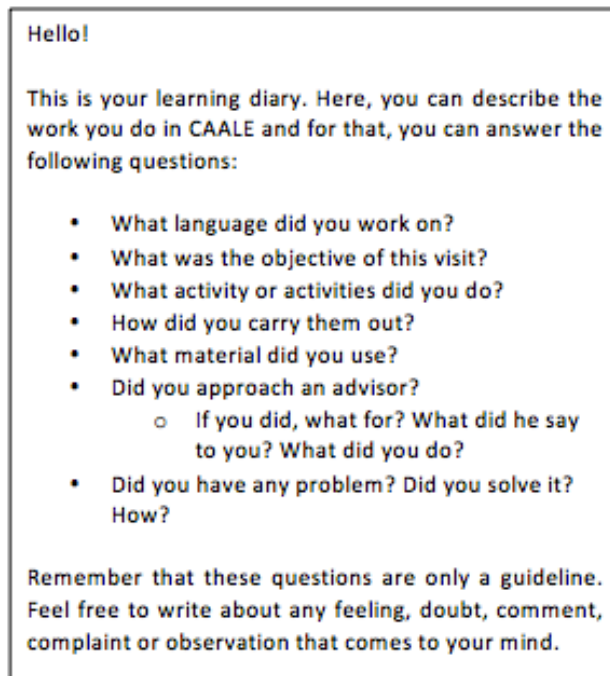 Hello!
This is your learning diary. Here, you can describe the
work you do in CAALE and for that, you can answer the
following questions:
• What language did you work on?
• What was the objective of this visit?
• What activity or activities did you do?
• How did you carry them out?
• What material did you use?
• Did you approach an advisor?
o If you did, what for? What did he say
to you? What did you do?
• Did you have any problem? Did you solve it?
How?
Remember that these questions are only a guideline.
Feel free to write about any feeling, doubt, comment,
complaint or observation that comes to your mind.